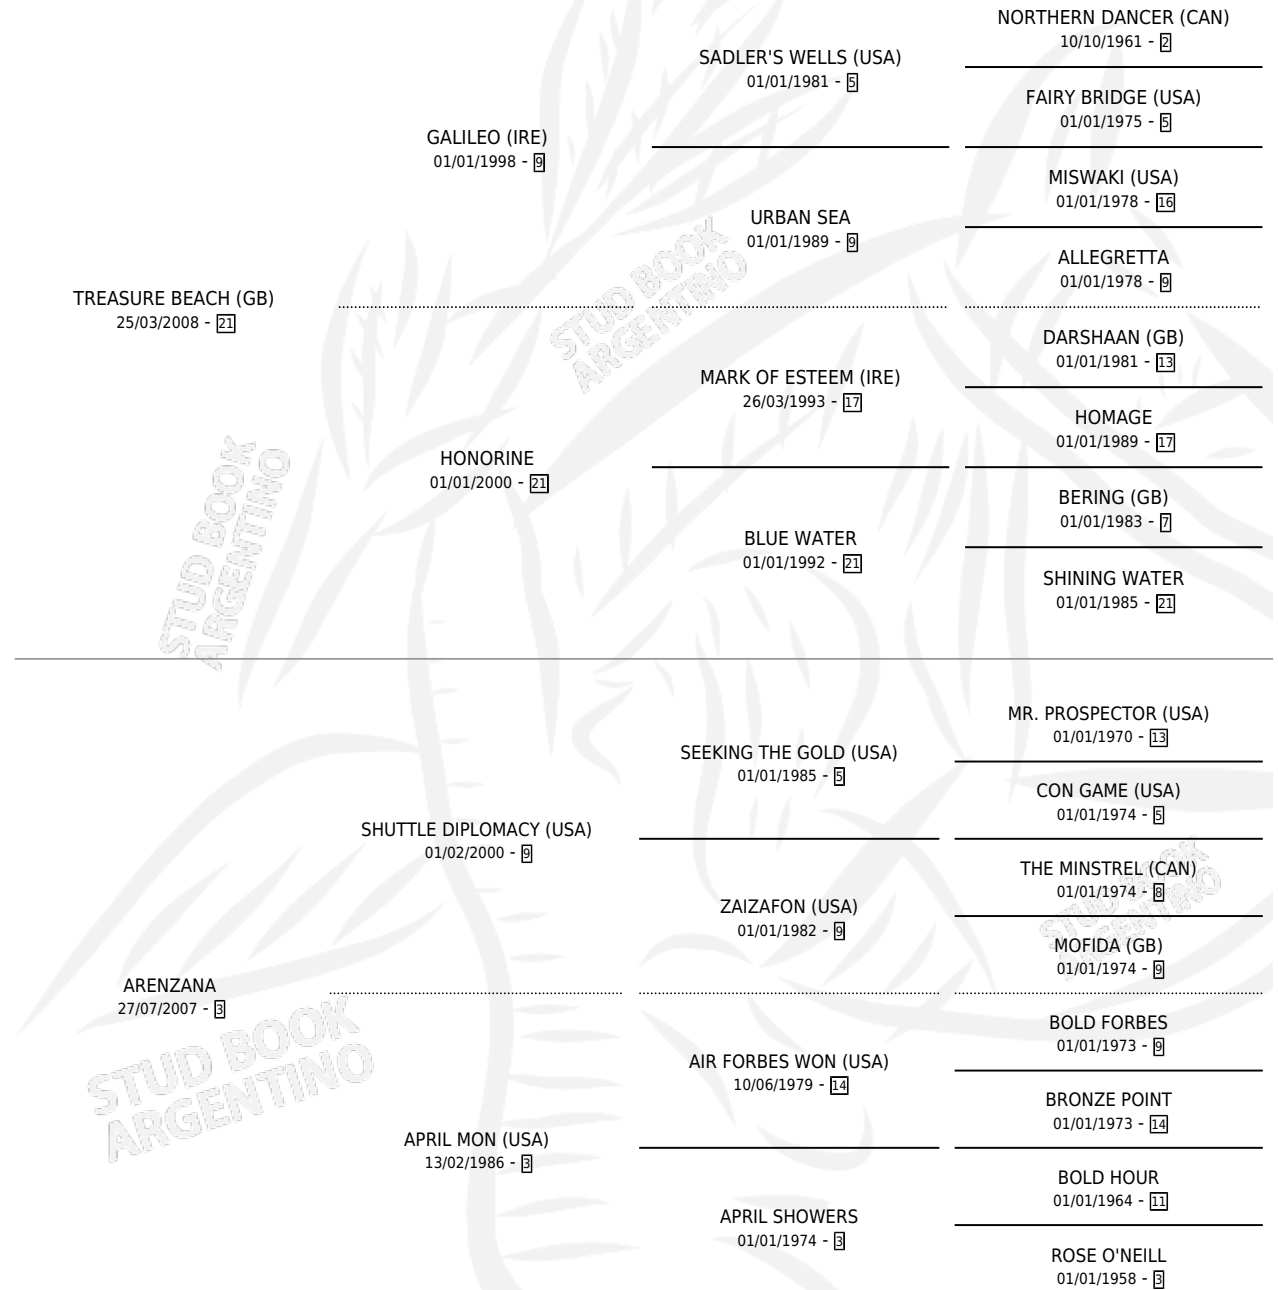 NORTHERN DANCER (CAN)
10/10/1961 - 2
SADLER'S WELLS (USA)
01/01/1981 - 5
FAIRY BRIDGE (USA)
01/01/1975 - 5
GALILEO (IRE)
01/01/1998 - 9
MISWAKI (USA)
01/01/1978 - 16
URBAN SEA
01/01/1989 - 9
ALLEGRETTA
01/01/1978 - 9
TREASURE BEACH (GB)
25/03/2008 - 21
DARSHAAN (GB)
01/01/1981 - 13
MARK OF ESTEEM (IRE)
26/03/1993 - 17
HOMAGE
01/01/1989 - 17
HONORINE
01/01/2000 - 21
BERING (GB)
01/01/1983 - 7
BLUE WATER
01/01/1992 - 21
SHINING WATER
01/01/1985 - 21
MR. PROSPECTOR (USA)
01/01/1970 - 13
SEEKING THE GOLD (USA)
01/01/1985 - 5
CON GAME (USA)
01/01/1974 - 5
SHUTTLE DIPLOMACY (USA)
01/02/2000 - 9
THE MINSTREL (CAN)
01/01/1974 - 8
ZAIZAFON (USA)
01/01/1982 - 9
MOFIDA (GB)
01/01/1974 - 9
ARENZANA
27/07/2007 - 3
BOLD FORBES
01/01/1973 - 9
AIR FORBES WON (USA)
10/06/1979 - 14
BRONZE POINT
01/01/1973 - 14
APRIL MON (USA)
13/02/1986 - 3
BOLD HOUR
01/01/1964 - 11
APRIL SHOWERS
01/01/1974 - 3
ROSE O'NEILL
01/01/1958 - 3
STUD BOOK
ARGENTINO
STUD BOOK
ARGENTINO
STUD BOOK
ARGENTINO
STUD BOOK
ARGENTINO